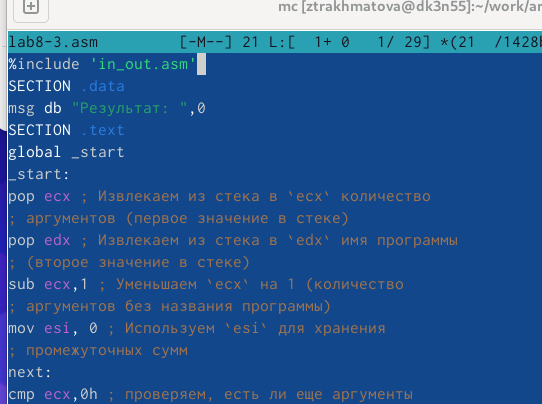 mc [ztrakhmatova@dk3n55]:~/work/ar
lab8-3.asm [-M--] 21 L:[ 1+ 0 1/ 29] *(21 /1428b
%include 'in_out.asm'
SECTION .data
msg db "Результат: ",0
SECTION .text
global _start
_start:
pop ecx ; Извлекаем из стека в `ecx` количество
; аргументов (первое значение в стеке)
pop edx ; Извлекаем из стека в `edx` имя программы
; (второе значение в стеке)
sub ecx,1 ; Уменьшаем `ecx` на 1 (количество
; аргументов без названия программы)
mov esi, 0 ; Используем `esi` для хранения
; промежуточных сумм
next:
cmp ecx,0h ; проверяем, есть ли еще аргументы